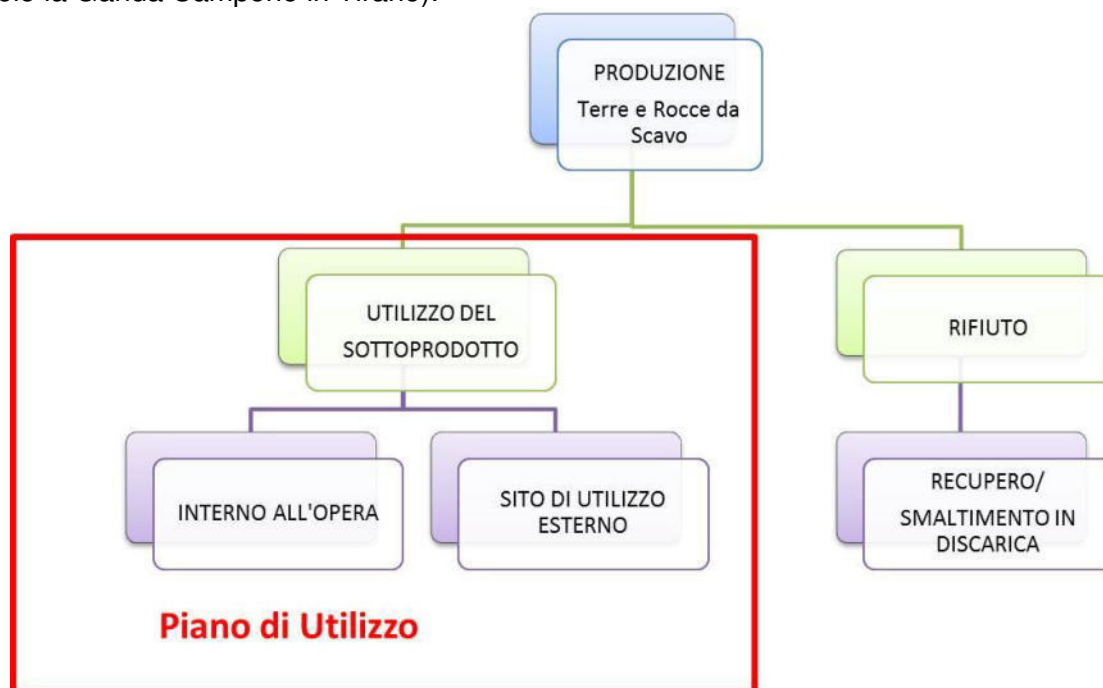 PRODUZIONE
Terre e Rocce da
Scavo
UTILIZZO DEL
SOTTOPRODOTTO
RIFIUTO
INTERNO ALL'OPERA
SITO DI UTILIZZO
ESTERNO
RECUPERO/
SMALTIMENTO IN
DISCARICA
Piano di Utilizzo